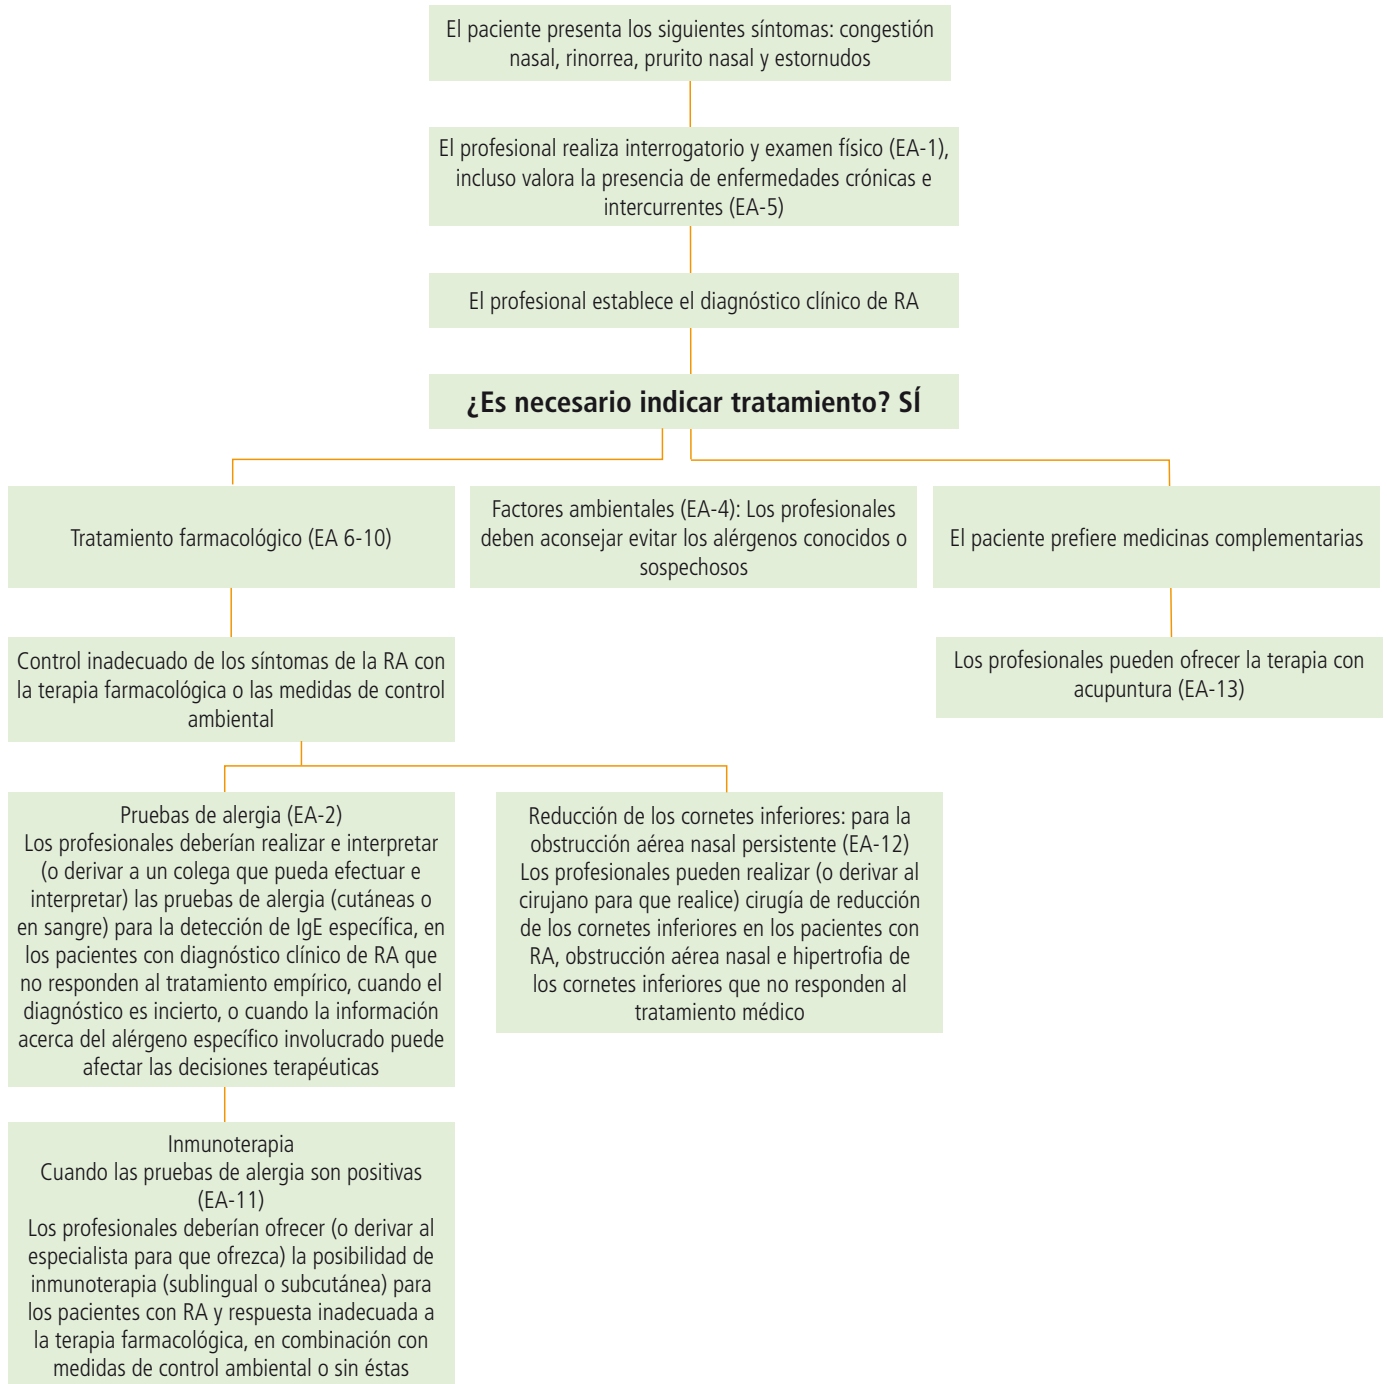 El paciente presenta los siguientes síntomas: congestión
nasal, rinorrea, prurito nasal y estornudos
El profesional realiza interrogatorio y examen físico (EA-1),
incluso valora la presencia de enfermedades crónicas e
intercurrentes (EA-5)
El profesional establece el diagnóstico clínico de RA
¿Es necesario indicar tratamiento? SÍ
Tratamiento farmacológico (EA 6-10)
Factores ambientales (EA-4): Los profesionales
deben aconsejar evitar los alérgenos conocidos o
sospechosos
El paciente prefiere medicinas complementarias
Control inadecuado de los síntomas de la RA con
la terapia farmacológica o las medidas de control
ambiental
Los profesionales pueden ofrecer la terapia con
acupuntura (EA-13)
Pruebas de alergia (EA-2)
Los profesionales deberían realizar e interpretar
(o derivar a un colega que pueda efectuar e
interpretar) las pruebas de alergia (cutáneas o
en sangre) para la detección de IgE específica, en
los pacientes con diagnóstico clínico de RA que
no responden al tratamiento empírico, cuando el
diagnóstico es incierto, o cuando la información
acerca del alérgeno específico involucrado puede
afectar las decisiones terapéuticas
Reducción de los cornetes inferiores: para la
obstrucción aérea nasal persistente (EA-12)
Los profesionales pueden realizar (o derivar al
cirujano para que realice) cirugía de reducción
de los cornetes inferiores en los pacientes con
RA, obstrucción aérea nasal e hipertrofia de
los cornetes inferiores que no responden al
tratamiento médico
Inmunoterapia
Cuando las pruebas de alergia son positivas
(EA-11)
Los profesionales deberían ofrecer (o derivar al
especialista para que ofrezca) la posibilidad de
inmunoterapia (sublingual o subcutánea) para
los pacientes con RA y respuesta inadecuada a
la terapia farmacológica, en combinación con
medidas de control ambiental o sin éstas